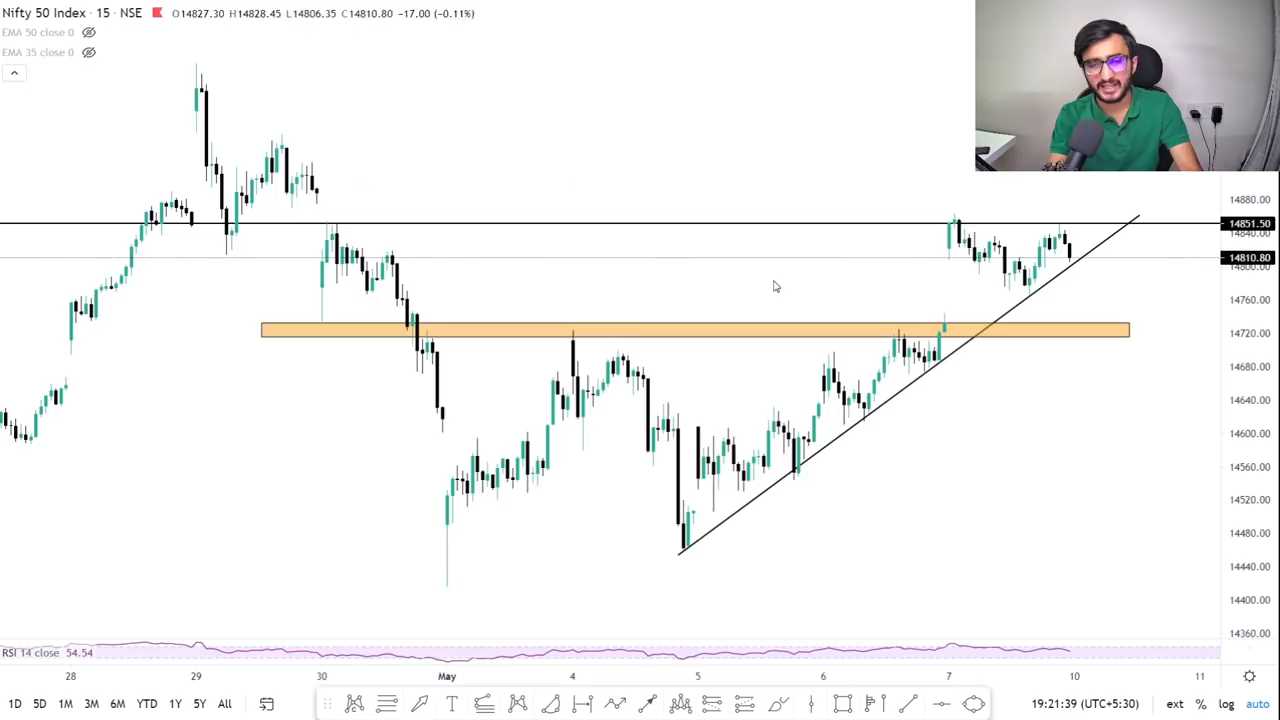 Nifty 50 Index · 15 · NSE O14827.30 H14828.45 L14806.35 C14810.80 -17.00 (-0.11%)
EMA 50 close 0
EMA 35 close 0
14880.00
14851.50
14840.00
14810.80
14800.00
14760.00
14720.00
14680.00
14640.00
14600.00
14560.00
14520.00
14480.00
14440.00
14400.00
14360.00
RSI 14 close 54.54
28 29 30 May 4 5 6 7 10 11
1D 5D 1M 3M 6M YTD 1Y 5Y All 19:21:39 (UTC+5:30) ext % log auto